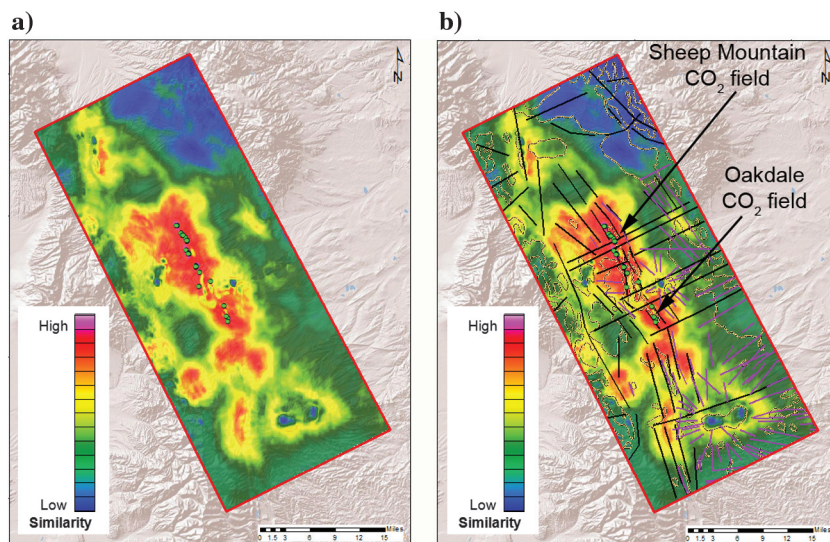 a)
N
High
Low
Similarity
Miles
0 1.5 3 6 9 12 15
b)
Sheep Mountain
CO2 field
N
Oakdale
CO2 field
High
Low
Similarity
Miles
0 1.5 3 6 9 12 15